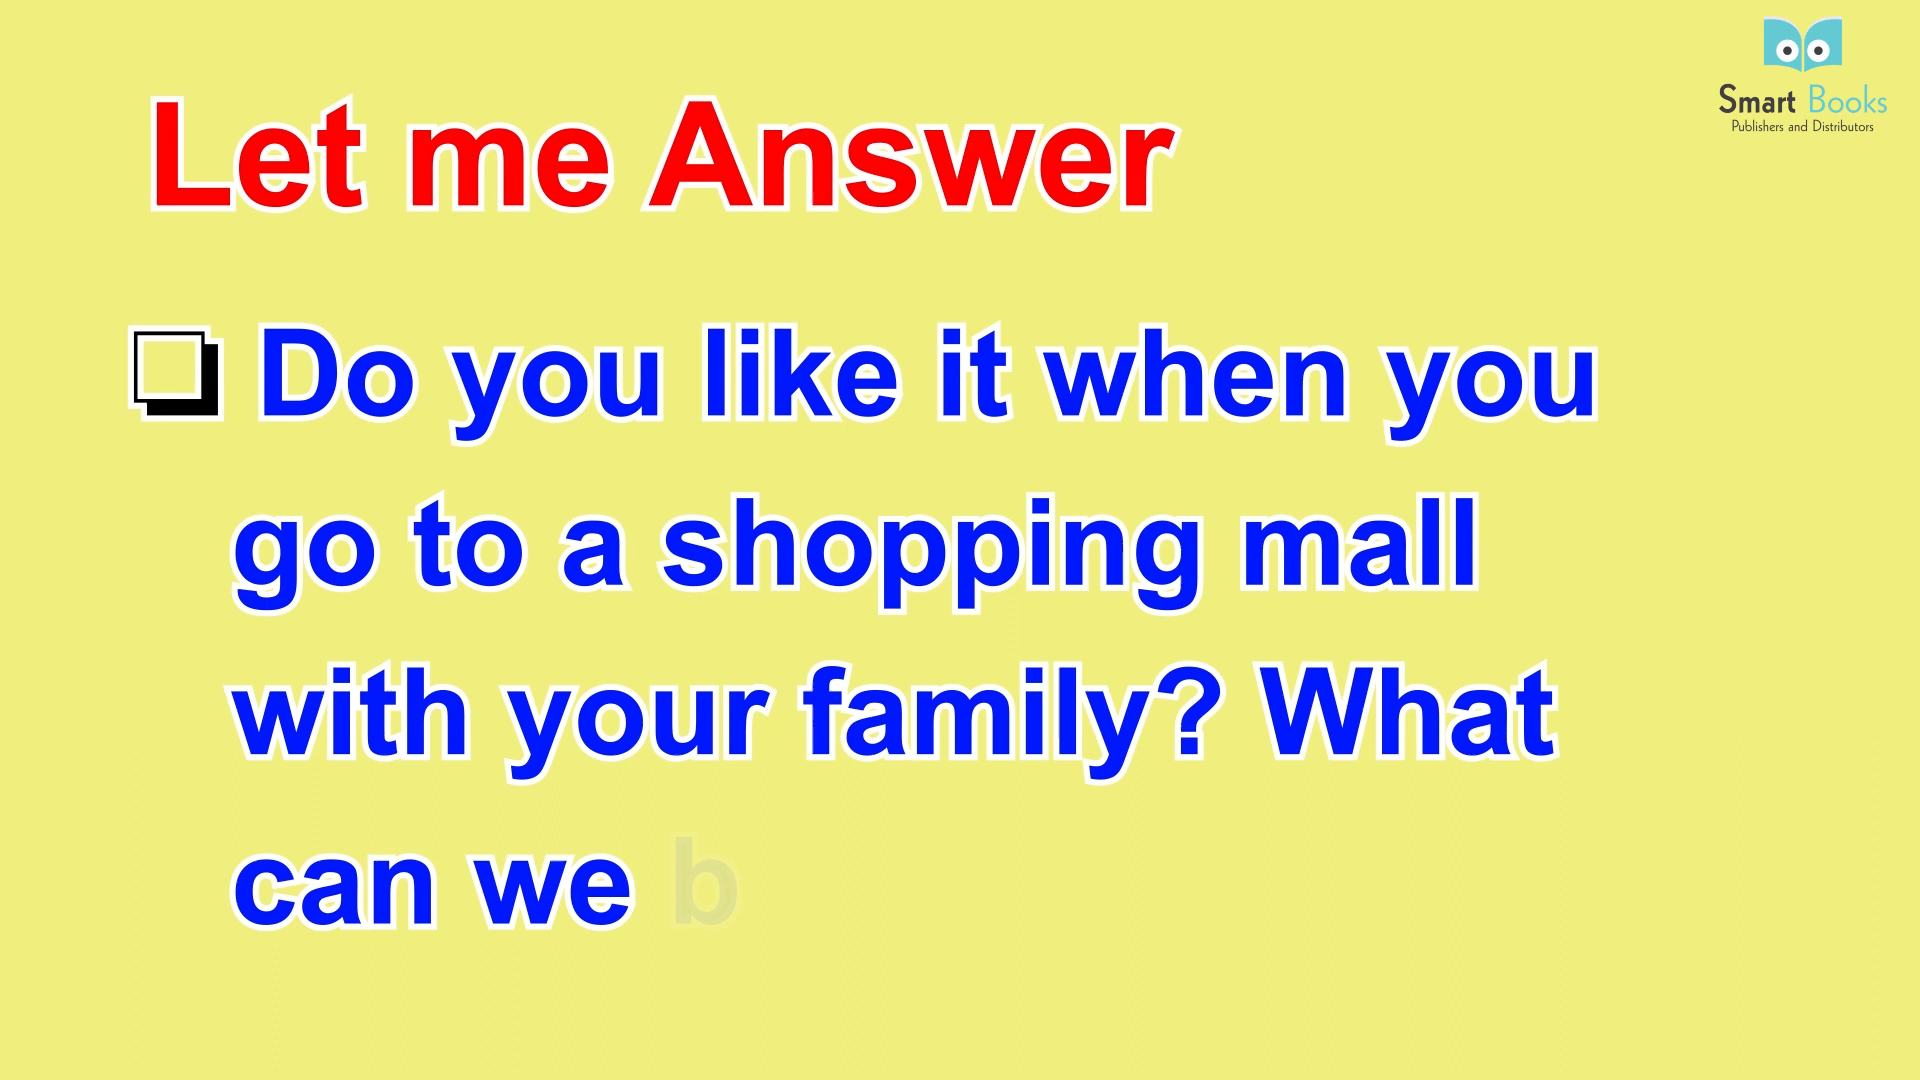 Smart Books
Publishers and Distributors
Let me Answer
Do you like it when you
go to a shopping mall
with your family? What
can we b